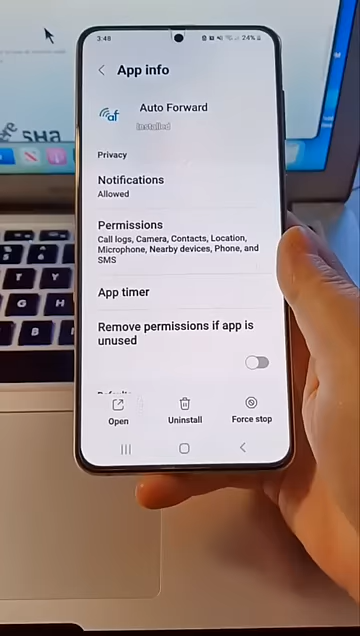 3:48
24%
App info
af
Auto Forward
Installed
Privacy
Notifications
Allowed
Permissions
Call logs, Camera, Contacts, Location,
Microphone, Nearby devices, Phone, and
SMS
App timer
Remove permissions if app is
unused
Open
Uninstall
Force stop
T
Y
G
H
B
N